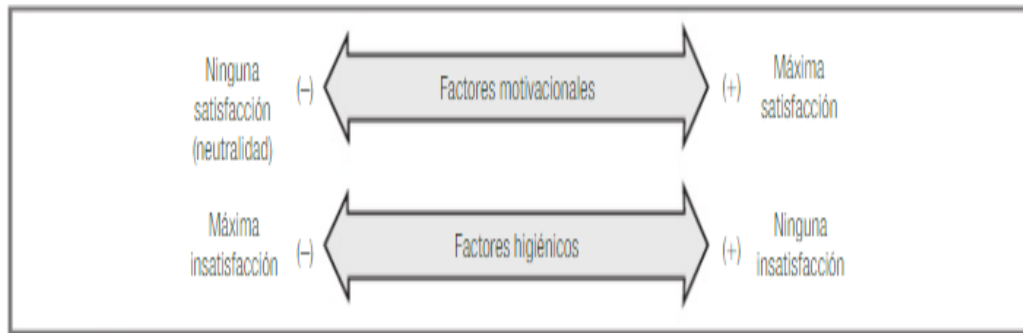 Ninguna
satisfacción
(neutralidad)
(–)
Factores motivacionales
(+)
Máxima
satisfacción
Máxima
insatisfacción
(–)
Factores higiénicos
(+)
Ninguna
insatisfacción